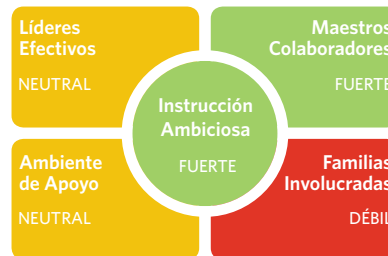 Líderes
Efectivos
NEUTRAL
Maestros
Colaboradores
FUERTE
Instrucción
Ambiciosa
FUERTE
Ambiente
de Apoyo
NEUTRAL
Familias
Involucradas
DÉBIL